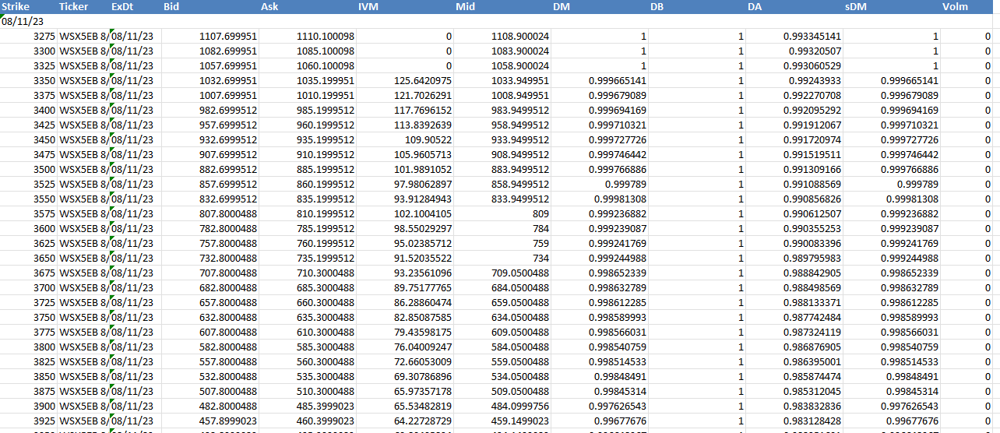 Strike Ticker ExDt Bid Ask IVM Mid DM DB DA sDM Volm
08/11/23
3275 WSX5EB 8/ 08/11/23 1107.699951 1110.100098 0 1108.900024 1 1 0.993345141 1 0
3300 WSX5EB 8/ 08/11/23 1082.699951 1085.100098 0 1083.900024 1 1 0.99320507 1 0
3325 WSX5EB 8/ 08/11/23 1057.699951 1060.100098 0 1058.900024 1 1 0.993060529 1 0
3350 WSX5EB 8/ 08/11/23 1032.699951 1035.199951 125.6420975 1033.949951 0.999665141 1 0.99243933 0.999665141 0
3375 WSX5EB 8/ 08/11/23 1007.699951 1010.199951 121.7026291 1008.949951 0.999679089 1 0.992270708 0.999679089 0
3400 WSX5EB 8/ 08/11/23 982.6999512 985.1999512 117.7696152 983.9499512 0.999694169 1 0.992095292 0.999694169 0
3425 WSX5EB 8/ 08/11/23 957.6999512 960.1999512 113.8392639 958.9499512 0.999710321 1 0.991912067 0.999710321 0
3450 WSX5EB 8/ 08/11/23 932.6999512 935.1999512 109.90522 933.9499512 0.999727726 1 0.991720974 0.999727726 0
3475 WSX5EB 8/ 08/11/23 907.6999512 910.1999512 105.9605713 908.9499512 0.999746442 1 0.991519511 0.999746442 0
3500 WSX5EB 8/ 08/11/23 882.6999512 885.1999512 101.9891052 883.9499512 0.999766886 1 0.991309166 0.999766886 0
3525 WSX5EB 8/ 08/11/23 857.6999512 860.1999512 97.98062897 858.9499512 0.999789 1 0.991088569 0.999789 0
3550 WSX5EB 8/ 08/11/23 832.6999512 835.1999512 93.91284943 833.9499512 0.99981308 1 0.990856826 0.99981308 0
3575 WSX5EB 8/ 08/11/23 807.8000488 810.1999512 102.1004105 809 0.999236882 1 0.990612507 0.999236882 0
3600 WSX5EB 8/ 08/11/23 782.8000488 785.1999512 98.55029297 784 0.999239087 1 0.990355253 0.999239087 0
3625 WSX5EB 8/ 08/11/23 757.8000488 760.1999512 95.02385712 759 0.999241769 1 0.990083396 0.999241769 0
3650 WSX5EB 8/ 08/11/23 732.8000488 735.1999512 91.52035522 734 0.999244988 1 0.989795983 0.999244988 0
3675 WSX5EB 8/ 08/11/23 707.8000488 710.3000488 93.23561096 709.0500488 0.998652339 1 0.988842905 0.998652339 0
3700 WSX5EB 8/ 08/11/23 682.8000488 685.3000488 89.75177765 684.0500488 0.998632789 1 0.988498569 0.998632789 0
3725 WSX5EB 8/ 08/11/23 657.8000488 660.3000488 86.28860474 659.0500488 0.998612285 1 0.988133371 0.998612285 0
3750 WSX5EB 8/ 08/11/23 632.8000488 635.3000488 82.85087585 634.0500488 0.998589993 1 0.987742484 0.998589993 0
3775 WSX5EB 8/ 08/11/23 607.8000488 610.3000488 79.43598175 609.0500488 0.998566031 1 0.987324119 0.998566031 0
3800 WSX5EB 8/ 08/11/23 582.8000488 585.3000488 76.04009247 584.0500488 0.998540759 1 0.986876905 0.998540759 0
3825 WSX5EB 8/ 08/11/23 557.8000488 560.3000488 72.66053009 559.0500488 0.998514533 1 0.986395001 0.998514533 0
3850 WSX5EB 8/ 08/11/23 532.8000488 535.3000488 69.30786896 534.0500488 0.99848491 1 0.985874474 0.99848491 0
3875 WSX5EB 8/ 08/11/23 507.8000488 510.3000488 65.97357178 509.0500488 0.99845314 1 0.985312045 0.99845314 0
3900 WSX5EB 8/ 08/11/23 482.8000488 485.3999023 65.53482819 484.0999756 0.997626543 1 0.983832836 0.997626543 0
3925 WSX5EB 8/ 08/11/23 457.8999023 460.3999023 64.22728729 459.1499023 0.99677676 1 0.983128428 0.99677676 0